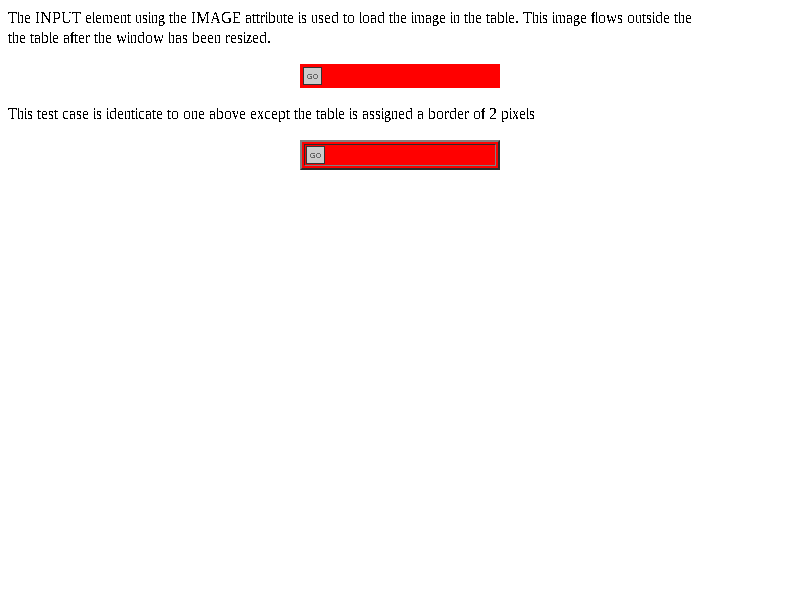 The INPUT element using the IMAGE attribute is used to load the image in the table. This image flows outside the
the table after the window has been resized.
GO
This test case is identicate to one above except the table is assigned a border of 2 pixels
GO